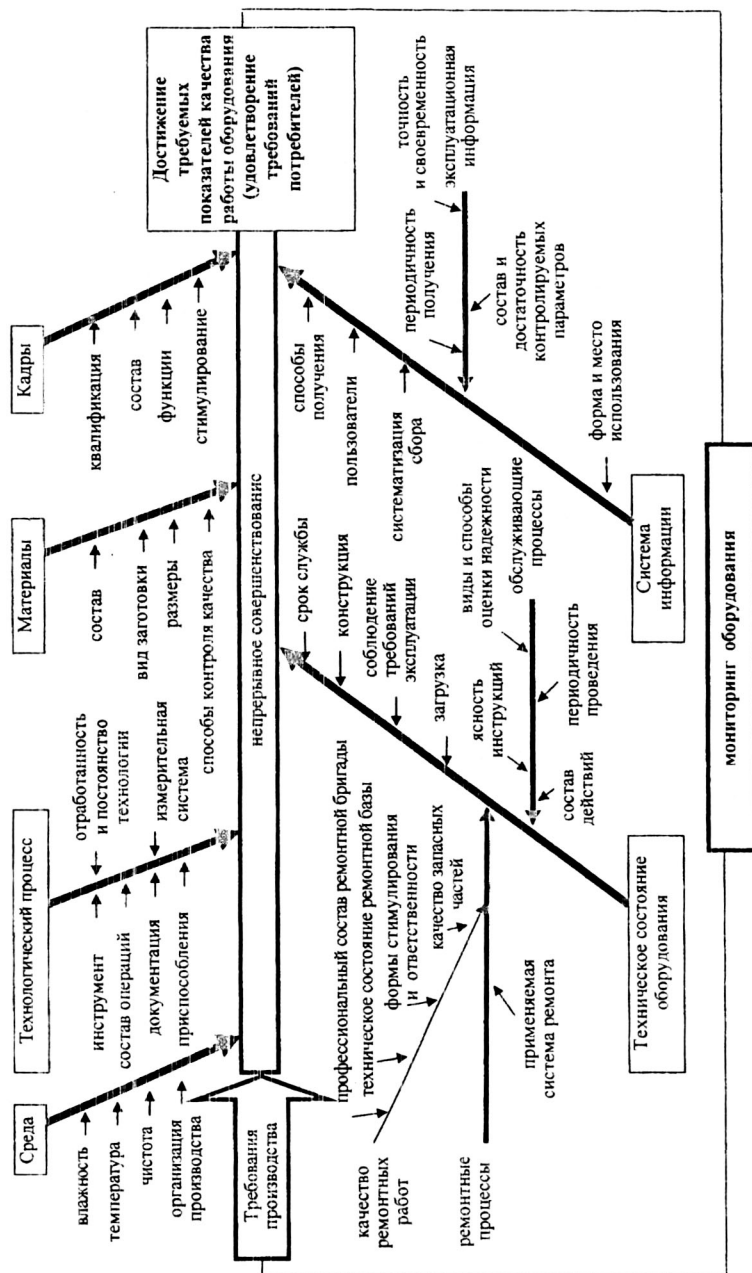 Среда
влажность
температура
чистота
организация
производства
Технологический процесс
инструмент
состав операций
документация
приспособления
отработанность
и постоянство
технологии
измерительная
система
Материалы
состав
вид заготовки
размеры
способы контроля качества
Кадры
квалификация
состав
функции
стимулирование
Требования
производства
непрерывное совершенствование
Достижение
требуемых
показателей качества
работы оборудования
(удовлетворение
требований
потребителей)
качество
ремонтных
работ
профессиональный состав ремонтной бригады
техническое состояние ремонтной базы
формы стимулирования
и ответственности
качество запасных
частей
ремонтные
процессы
применяемая
система ремонта
срок службы
конструкция
соблюдение
требований
эксплуатации
загрузка
ясность
инструкций
виды и способы
оценки надежности
обслуживающие
процессы
состав
действий
периодичность
проведения
Техническое состояние
оборудования
способы
получения
пользователи
систематизация
сбора
периодичность
получения
точность
и своевременность
эксплуатационная
информация
состав и
достаточность
контролируемых
параметров
форма и место
использования
Система
информации
мониторинг оборудования